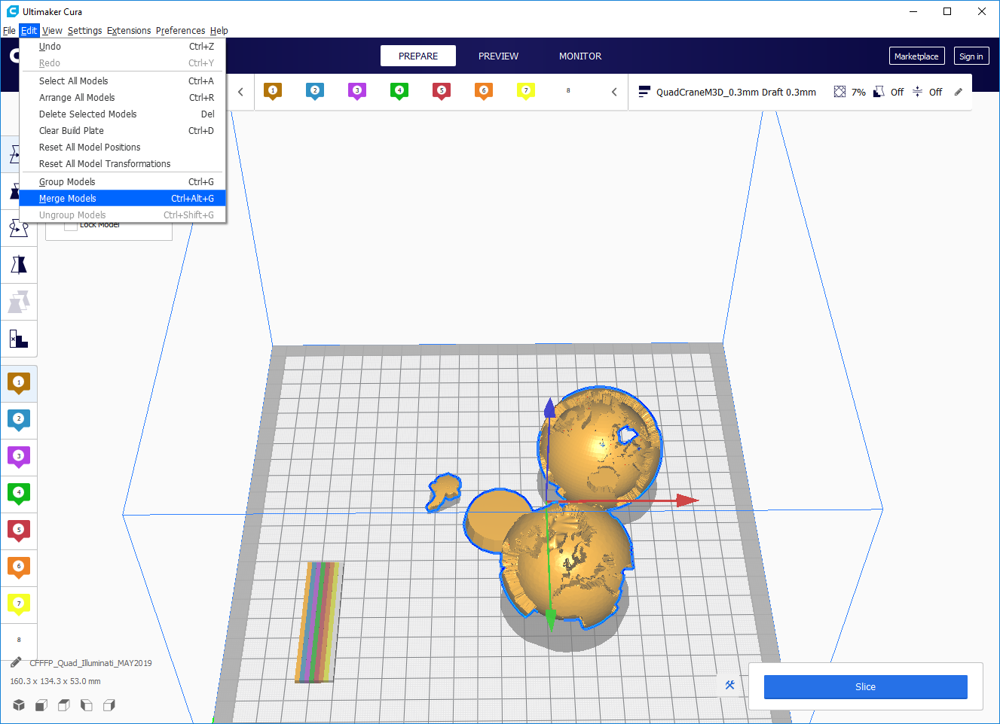 Ultimaker Cura
File Edit View Settings Extensions Preferences Help
PREPARE PREVIEW MONITOR Marketplace Sign in
Undo Ctrl+Z
Redo Ctrl+Y
Select All Models Ctrl+A
Arrange All Models Ctrl+R
Delete Selected Models Del
Clear Build Plate Ctrl+D
Reset All Model Positions
Reset All Model Transformations
Group Models Ctrl+G
Merge Models Ctrl+Alt+G
Ungroup Models Ctrl+Shift+G
Lock Model
1 2 3 4 5 6 7 8
QuadCraneM3D_0.3mm Draft 0.3mm 7% Off Off
1
2
3
4
5
6
7
8
CFFFP_Quad_Illuminati_MAY2019
160.3 x 134.3 x 53.0 mm
Slice